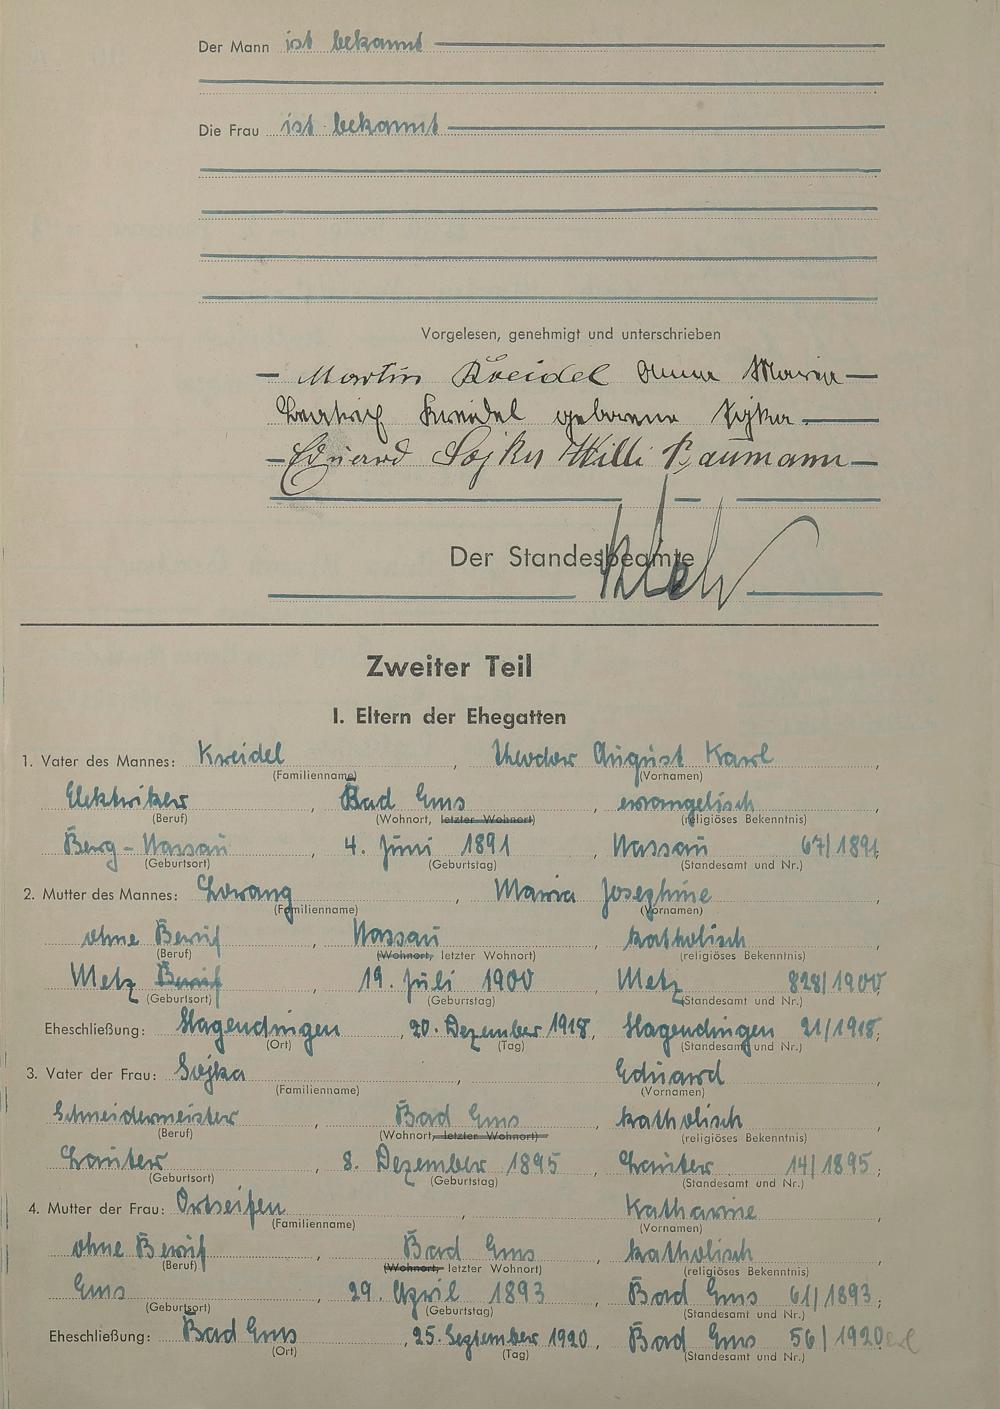 Der Mann ist bekannt
Die Frau ist bekannt
Vorgelesen, genehmigt und unterschrieben
Martin Kreidel Anna Maria
Kreidel geborene Sojka
Eduard Sojka Willi Baumann
Der Standesbeamte
Zweiter Teil
I. Eltern der Ehegatten
1. Vater des Mannes: Kreidel, Theodor August Karl,
(Familienname) (Vornamen)
Elektriker, Bad Ems, evangelisch,
(Beruf) (Wohnort, letzter Wohnort) (religiöses Bekenntnis)
Berg-Nassau, 4. Juni 1891, Nassau 67/1891;
(Geburtsort) (Geburtstag) (Standesamt und Nr.)
2. Mutter des Mannes: Lorang, Maria Josephine,
(Familienname) (Vornamen)
ohne Beruf, Nassau, katholisch,
(Beruf) (Wohnort, letzter Wohnort) (religiöses Bekenntnis)
Metz Beruf, 19. Juli 1900, Metz 828/1900,
(Geburtsort) (Geburtstag) (Standesamt und Nr.)
Eheschließung: Hagendingen, 20. Dezember 1918, Hagendingen 21/1918;
(Ort) (Tag) (Standesamt und Nr.)
3. Vater der Frau: Sojka, Eduard,
(Familienname) (Vornamen)
Schneidermeister, Bad Ems, katholisch,
(Beruf) (Wohnort, letzter Wohnort) (religiöses Bekenntnis)
Lauter, 8. Dezember 1895, Lauter 14/1895;
(Geburtsort) (Geburtstag) (Standesamt und Nr.)
4. Mutter der Frau: Ortseifen, Katharine,
(Familienname) (Vornamen)
ohne Beruf, Bad Ems, katholisch,
(Beruf) (Wohnort, letzter Wohnort) (religiöses Bekenntnis)
Ems, 29. April 1893, Bad Ems 61/1893;
(Geburtsort) (Geburtstag) (Standesamt und Nr.)
Eheschließung: Bad Ems, 25. September 1920, Bad Ems 56/1920
(Ort) (Tag) (Standesamt und Nr.)